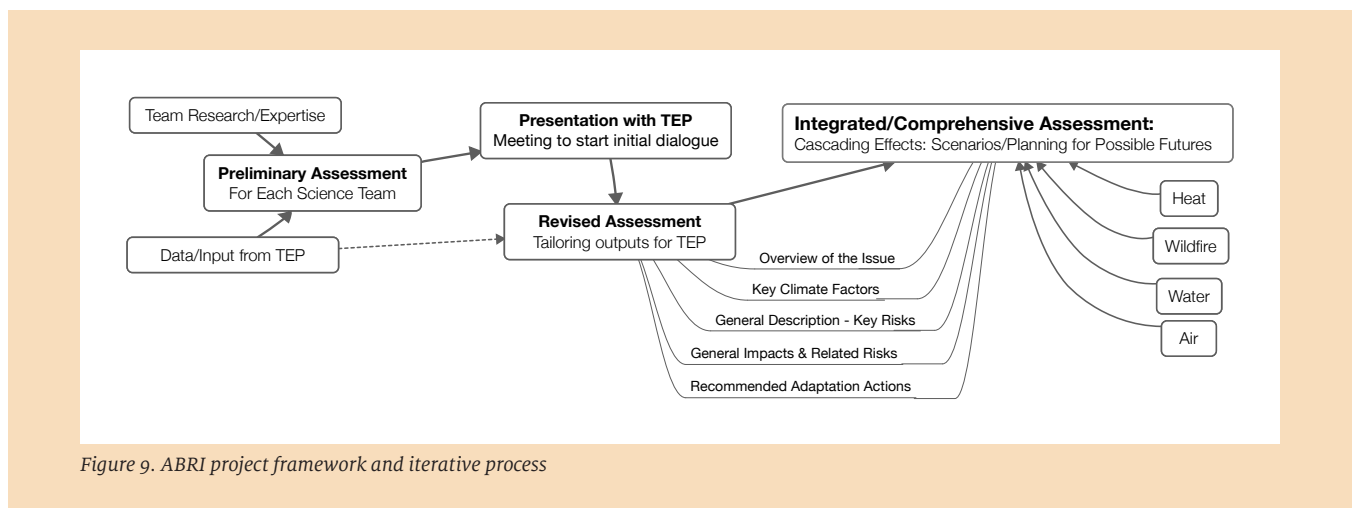 Team Research/Expertise
Preliminary Assessment
For Each Science Team
Data/Input from TEP
Presentation with TEP
Meeting to start initial dialogue
Revised Assessment
Tailoring outputs for TEP
Overview of the Issue
Key Climate Factors
General Description - Key Risks
General Impacts & Related Risks
Recommended Adaptation Actions
Integrated/Comprehensive Assessment:
Cascading Effects: Scenarios/Planning for Possible Futures
Heat
Wildfire
Water
Air
Figure 9. ABRI project framework and iterative process